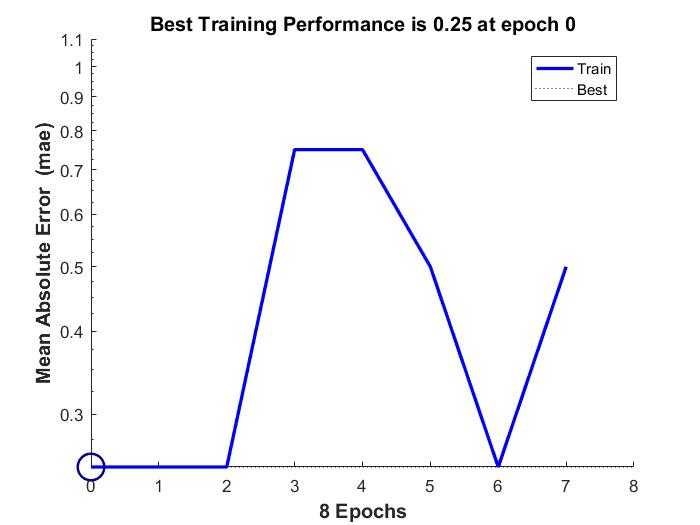 Best Training Performance is 0.25 at epoch 0
1.1
1
0.9
0.8
0.7
0.6
0.5
0.4
0.3
Mean Absolute Error (mae)
Train
Best
0 1 2 3 4 5 6 7 8
8 Epochs